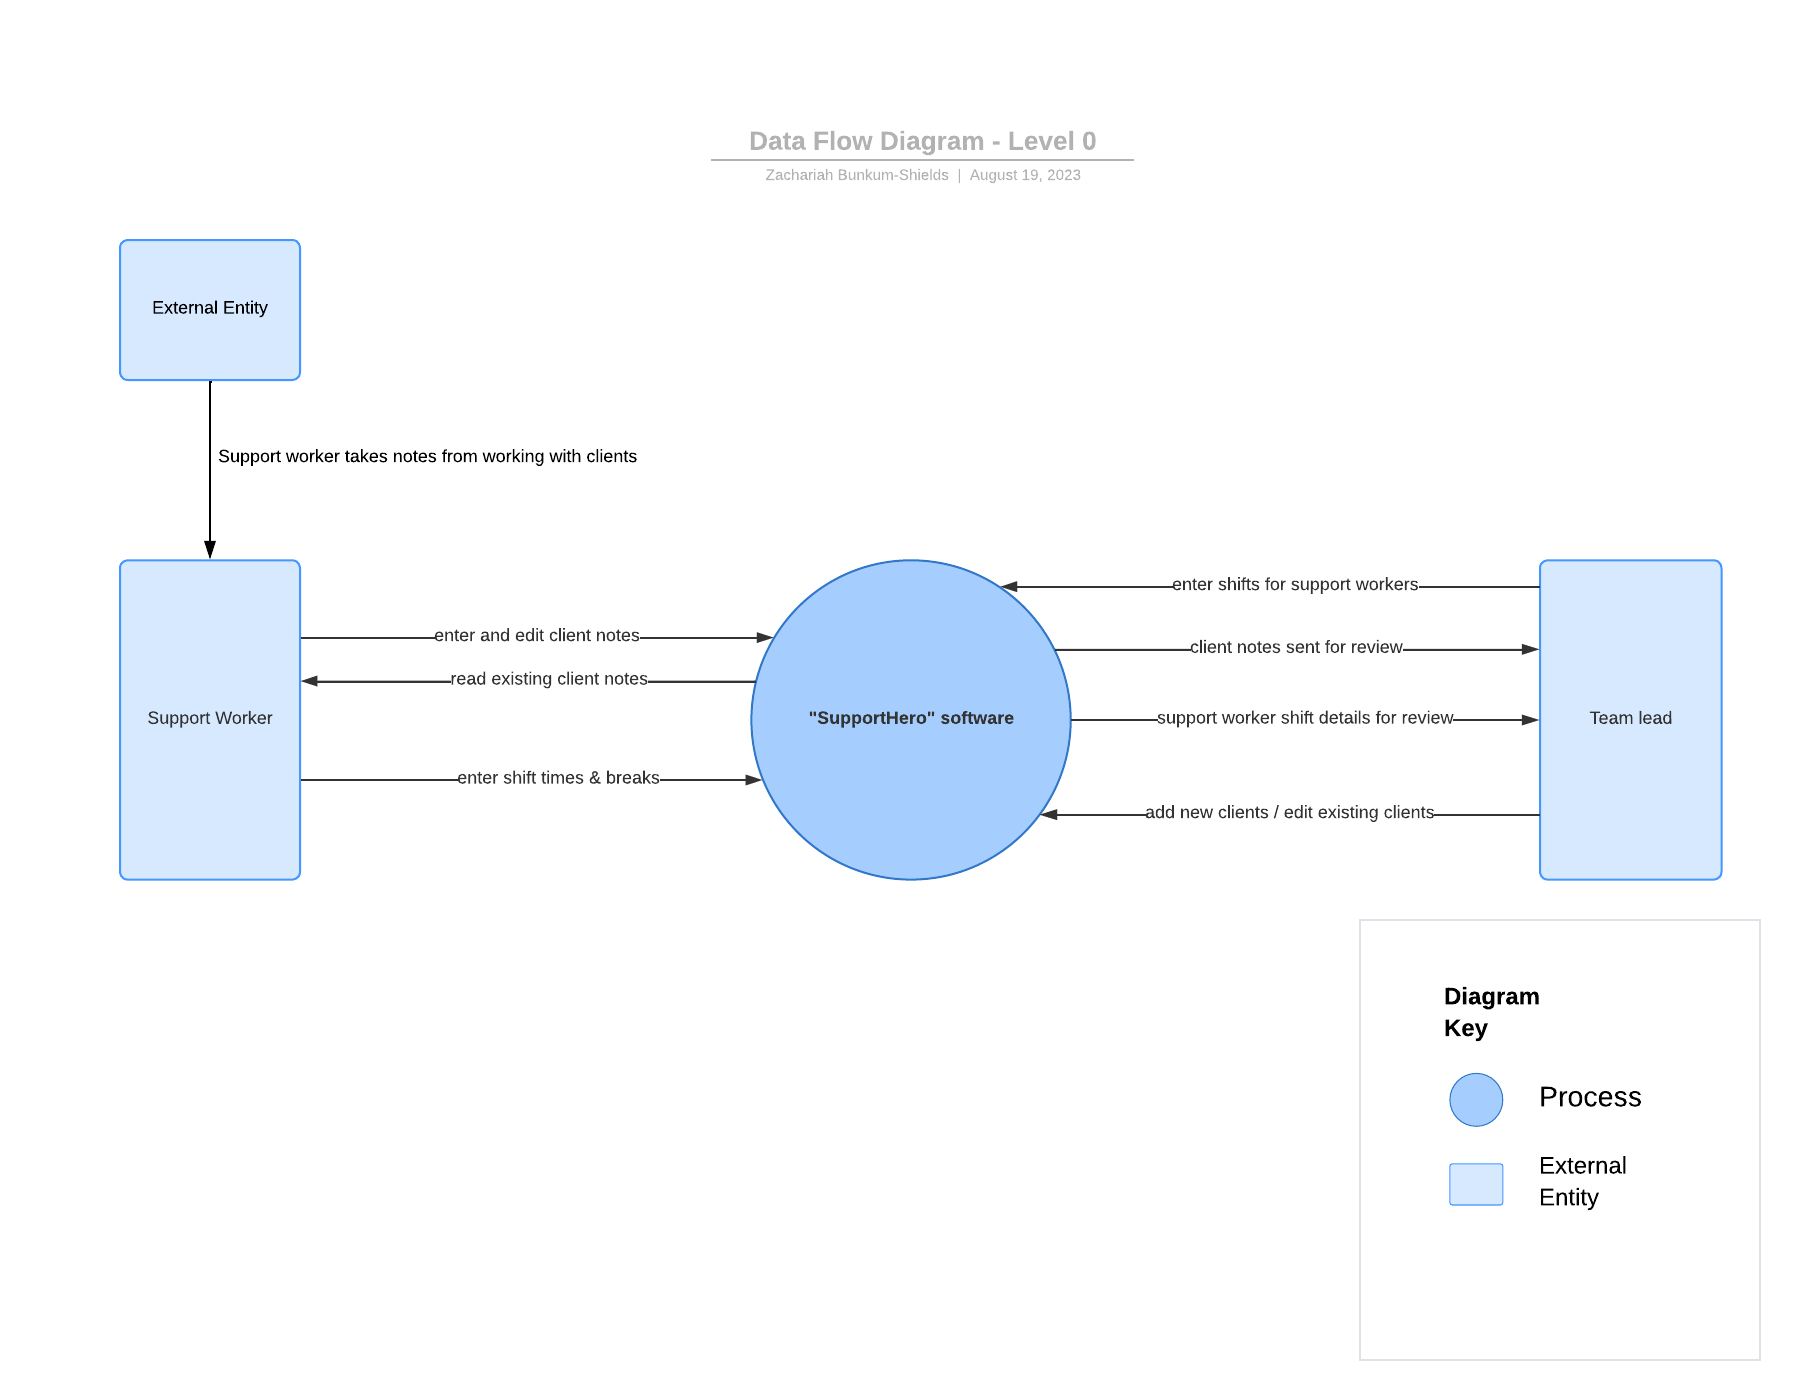 Data Flow Diagram - Level 0
Zachariah Bunkum-Shields | August 19, 2023
External Entity
Support worker takes notes from working with clients
enter shifts for support workers
enter and edit client notes
client notes sent for review
read existing client notes
Support Worker
"SupportHero" software
support worker shift details for review
Team lead
enter shift times & breaks
add new clients / edit existing clients
Diagram
Key
Process
External
Entity